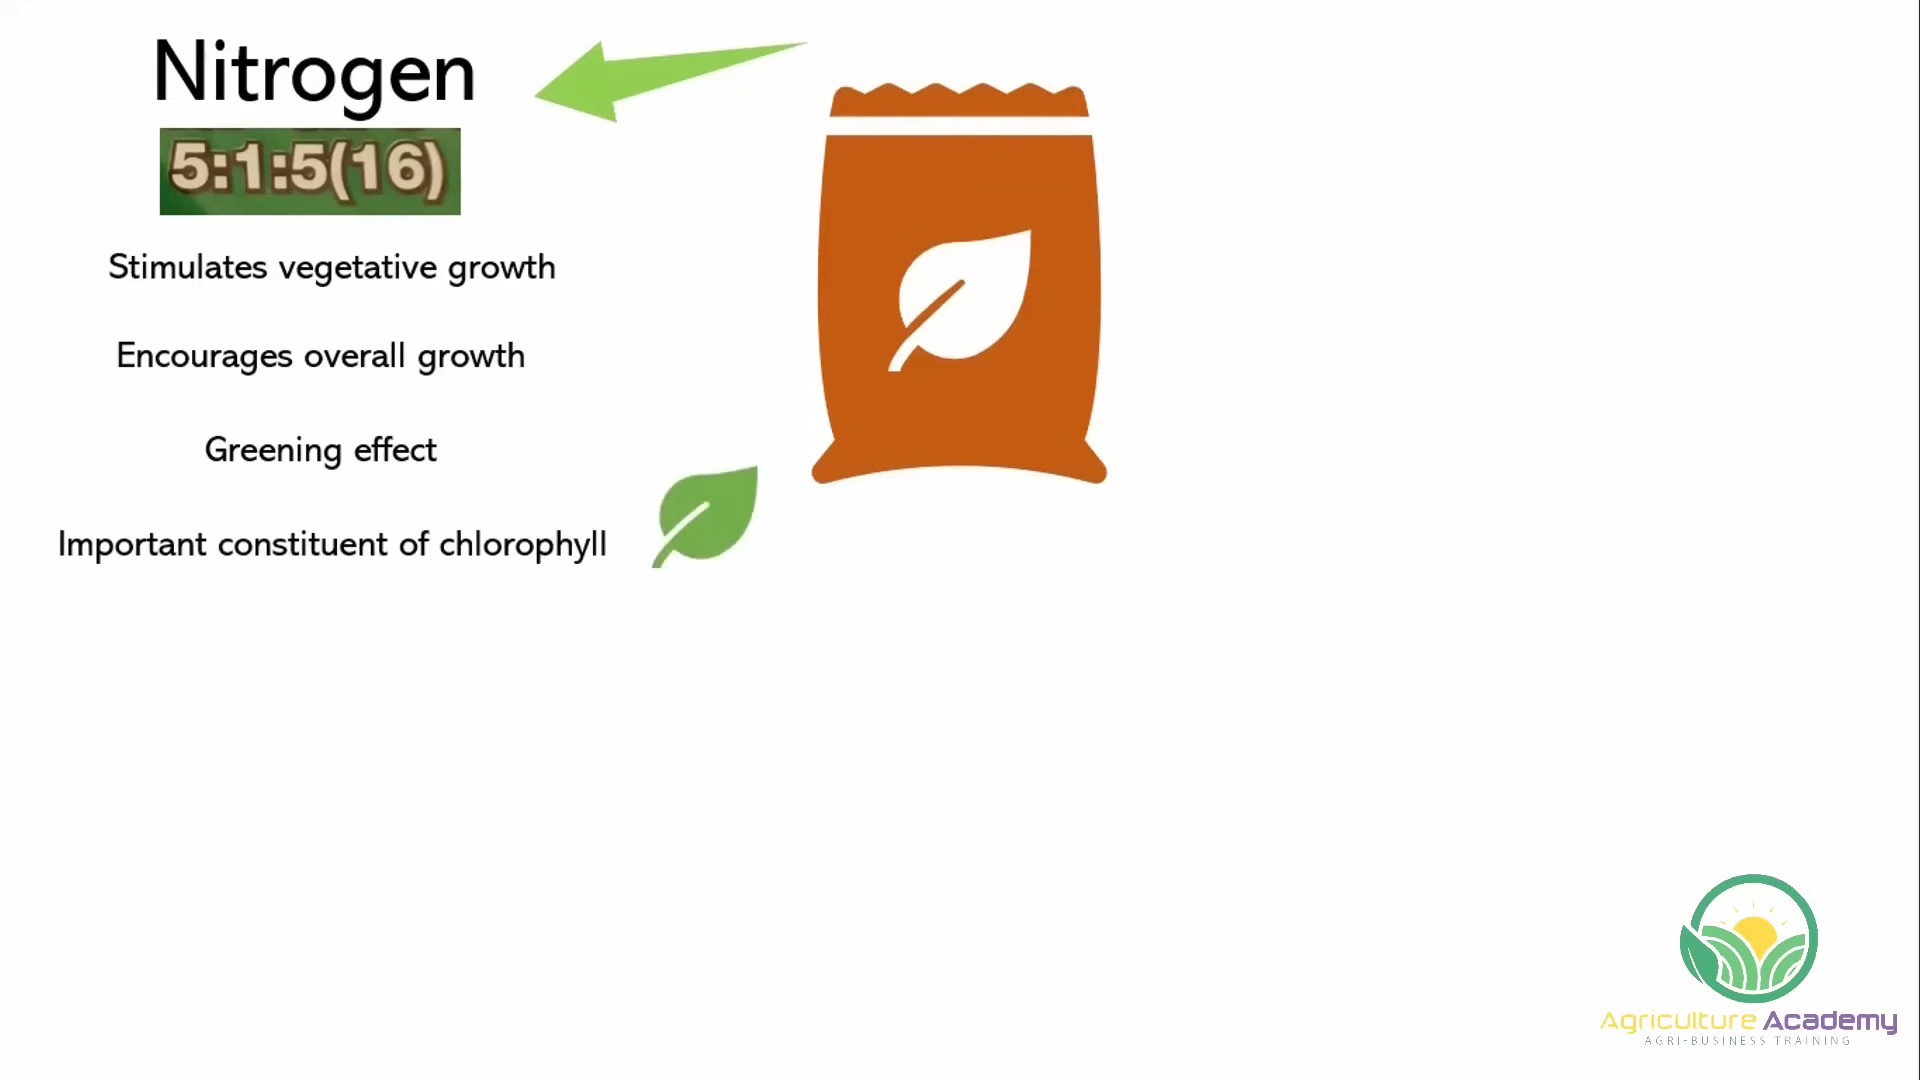 Nitrogen
5:1:5(16)
Stimulates vegetative growth
Encourages overall growth
Greening effect
Important constituent of chlorophyll
Agriculture Academy
AGRI-BUSINESS TRAINING